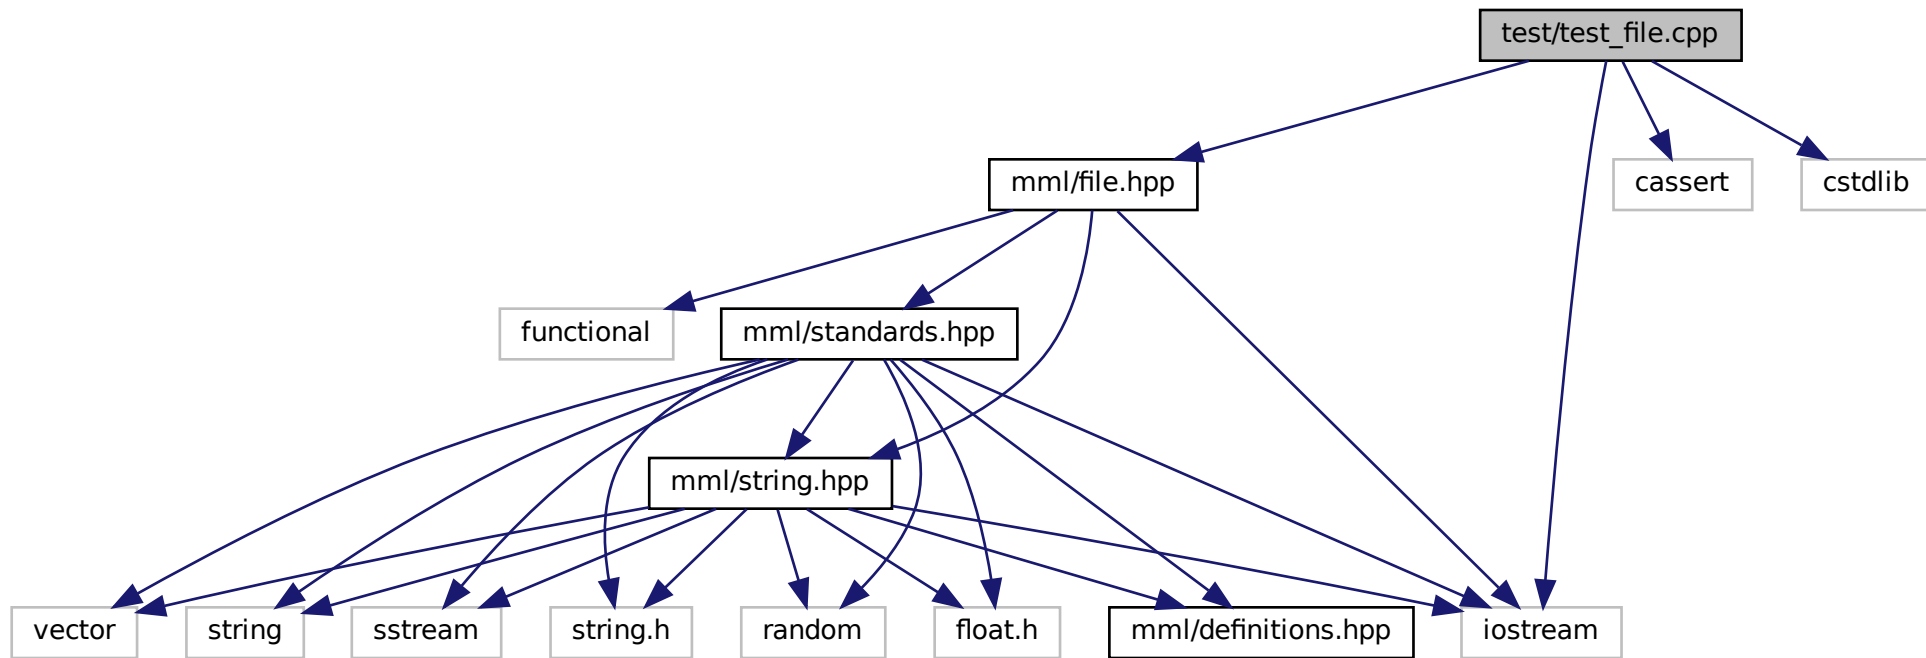 test/test_file.cpp
mml/file.hpp
cassert
cstdlib
functional
mml/standards.hpp
mml/string.hpp
vector
string
sstream
string.h
random
float.h
mml/definitions.hpp
iostream